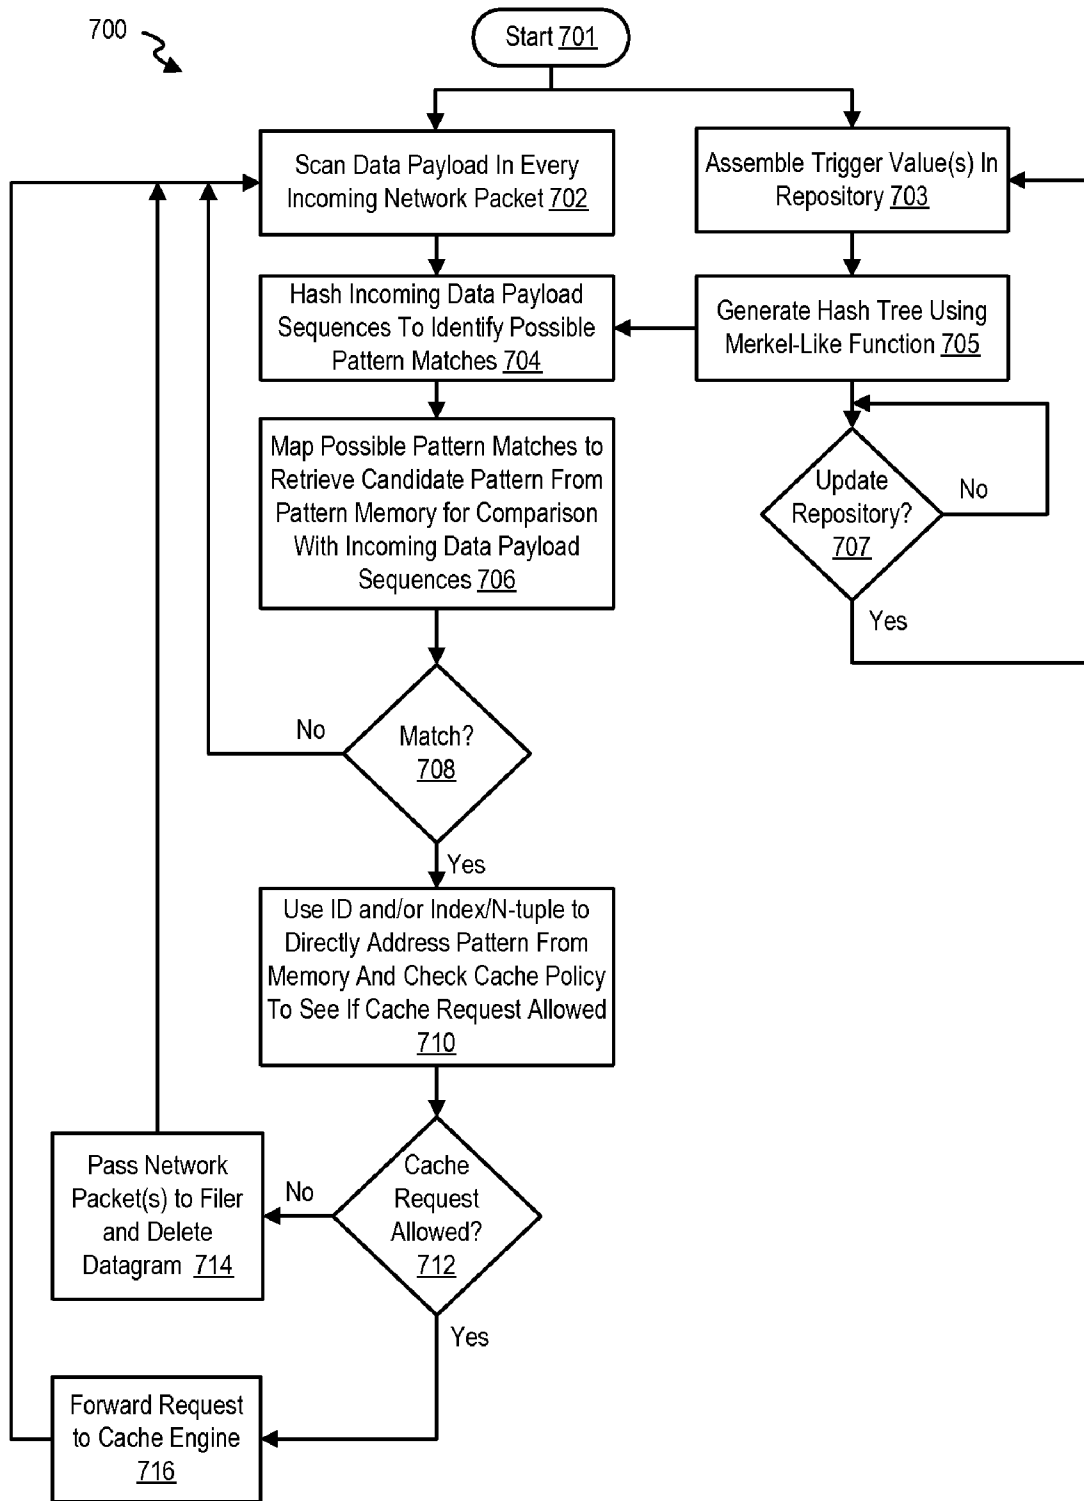 700
Start 701
Scan Data Payload In Every
Incoming Network Packet 702
Assemble Trigger Value(s) In
Repository 703
Hash Incoming Data Payload
Sequences To Identify Possible
Pattern Matches 704
Generate Hash Tree Using
Merkel-Like Function 705
Map Possible Pattern Matches to
Retrieve Candidate Pattern From
Pattern Memory for Comparison
With Incoming Data Payload
Sequences 706
Update
Repository?
707
No
Yes
Match?
708
No
Yes
Use ID and/or Index/N-tuple to
Directly Address Pattern From
Memory And Check Cache Policy
To See If Cache Request Allowed
710
Cache
Request
Allowed?
712
No
Pass Network
Packet(s) to Filer
and Delete
Datagram 714
Yes
Forward Request
to Cache Engine
716